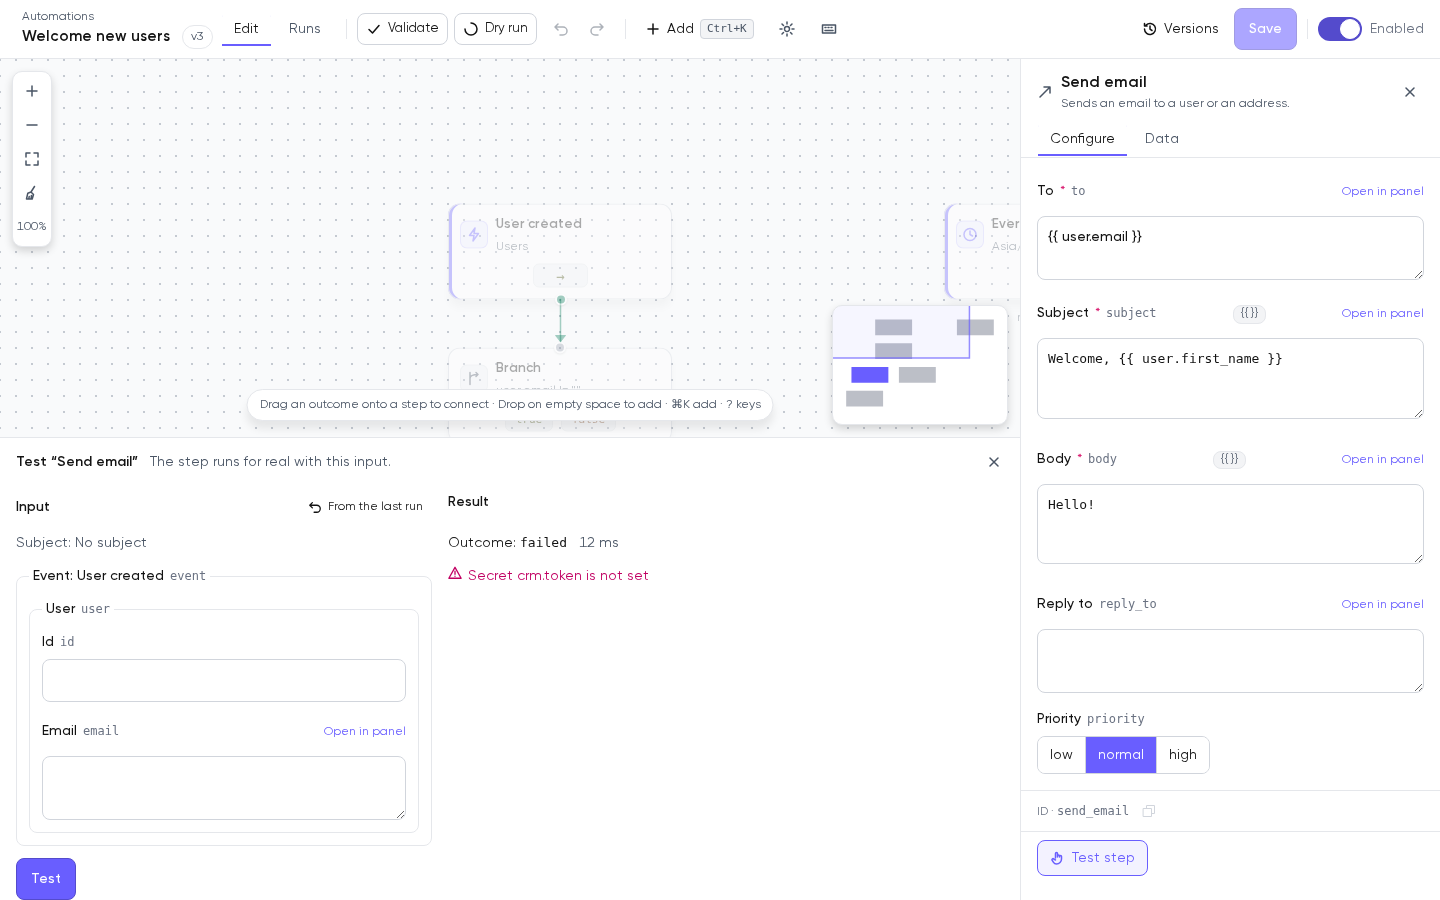 Automations
Welcome new users
v3
Edit
Runs
Validate
Dry run
Add
Ctrl+K
Versions
Save
Enabled
100%
User created
Users
→
Branch
Drag an outcome onto a step to connect · Drop on empty space to add · ⌘K add · ? keys
Test “Send email” The step runs for real with this input.
Input
From the last run
Subject: No subject
Event: User created event
User user
Id id
Email email
Open in panel
Test
Result
Outcome: failed 12 ms
Secret crm.token is not set
Send email
Sends an email to a user or an address.
Configure
Data
To * to
Open in panel
{{ user.email }}
Subject * subject
{{ }}
Open in panel
Welcome, {{ user.first_name }}
Body * body
{{ }}
Open in panel
Hello!
Reply to reply_to
Open in panel
Priority priority
low
normal
high
ID · send_email
Test step